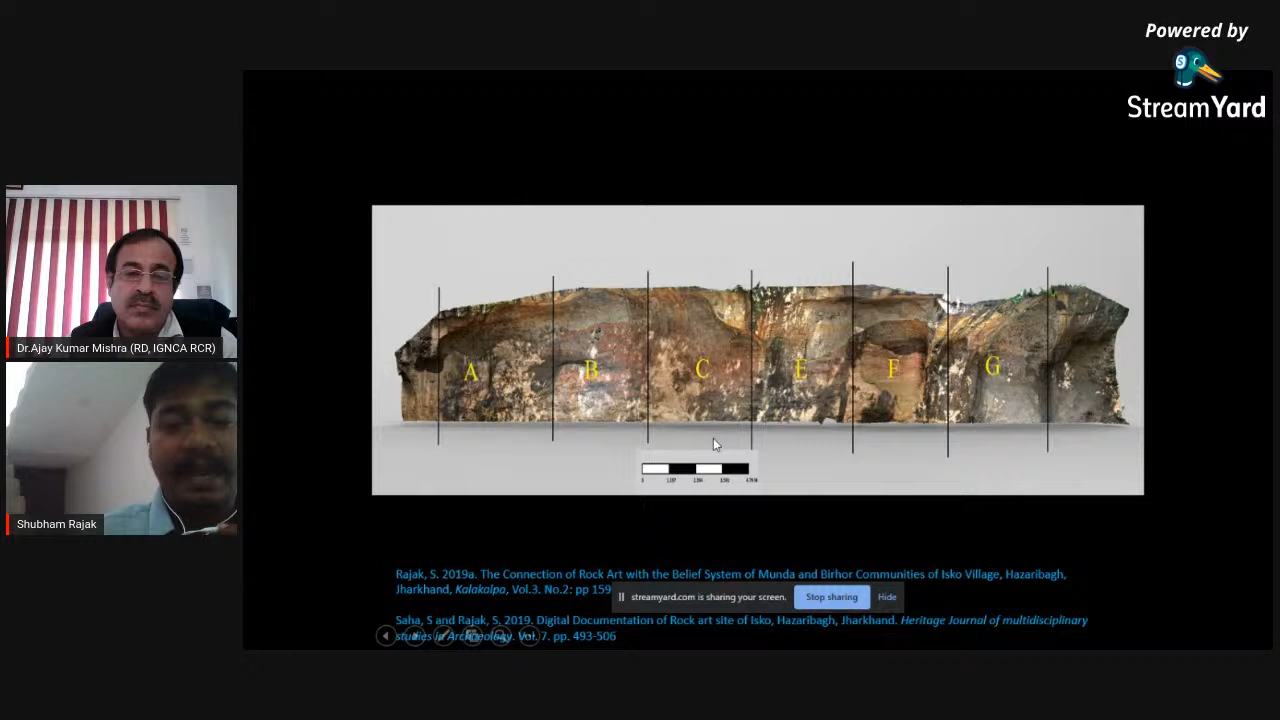 Powered by
StreamYard
Dr.Ajay Kumar Mishra (RD, IGNCA RCR)
Shubham Rajak
A B C E F G
0
Rajak, S. 2019a. The Connection of Rock Art with the Belief System of Munda and Birhor Communities of Isko Village, Hazaribagh,
Jharkhand, Kalakalpa, Vol.3. No.2: pp 159
streamyard.com is sharing your screen. Stop sharing Hide
Saha, S and Rajak, S. 2019. Digital Documentation of Rock art site of Isko, Hazaribagh, Jharkhand. Heritage Journal of multidisciplinary
studies in Archaeology. Vol. 7. pp. 493-506